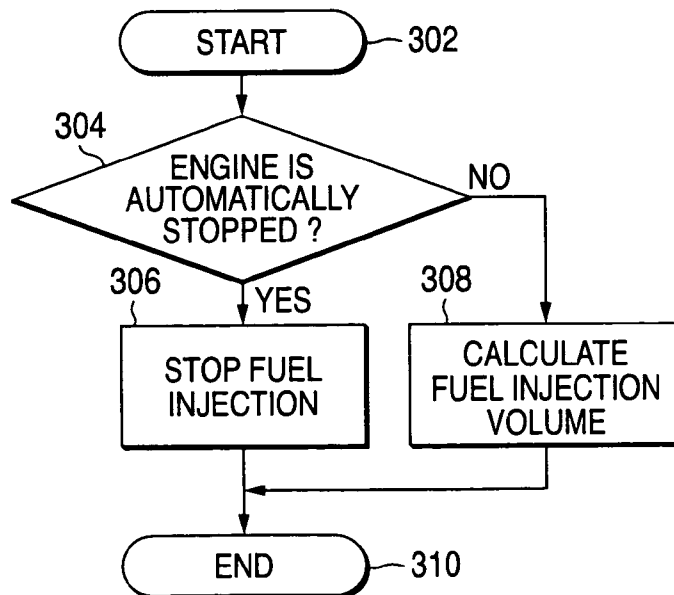 START
302
304
ENGINE IS
AUTOMATICALLY
STOPPED ?
NO
306
YES
308
STOP FUEL
INJECTION
CALCULATE
FUEL INJECTION
VOLUME
END
310